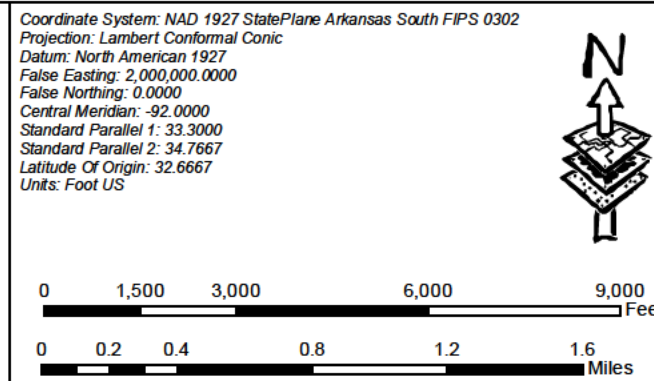 Coordinate System: NAD 1927 StatePlane Arkansas South FIPS 0302
Projection: Lambert Conformal Conic
Datum: North American 1927
False Easting: 2,000,000.0000
False Northing: 0.0000
Central Meridian: -92.0000
Standard Parallel 1: 33.3000
Standard Parallel 2: 34.7667
Latitude Of Origin: 32.6667
Units: Foot US
N
0 1,500 3,000 6,000 9,000
Fee
0 0.2 0.4 0.8 1.2 1.6
Miles